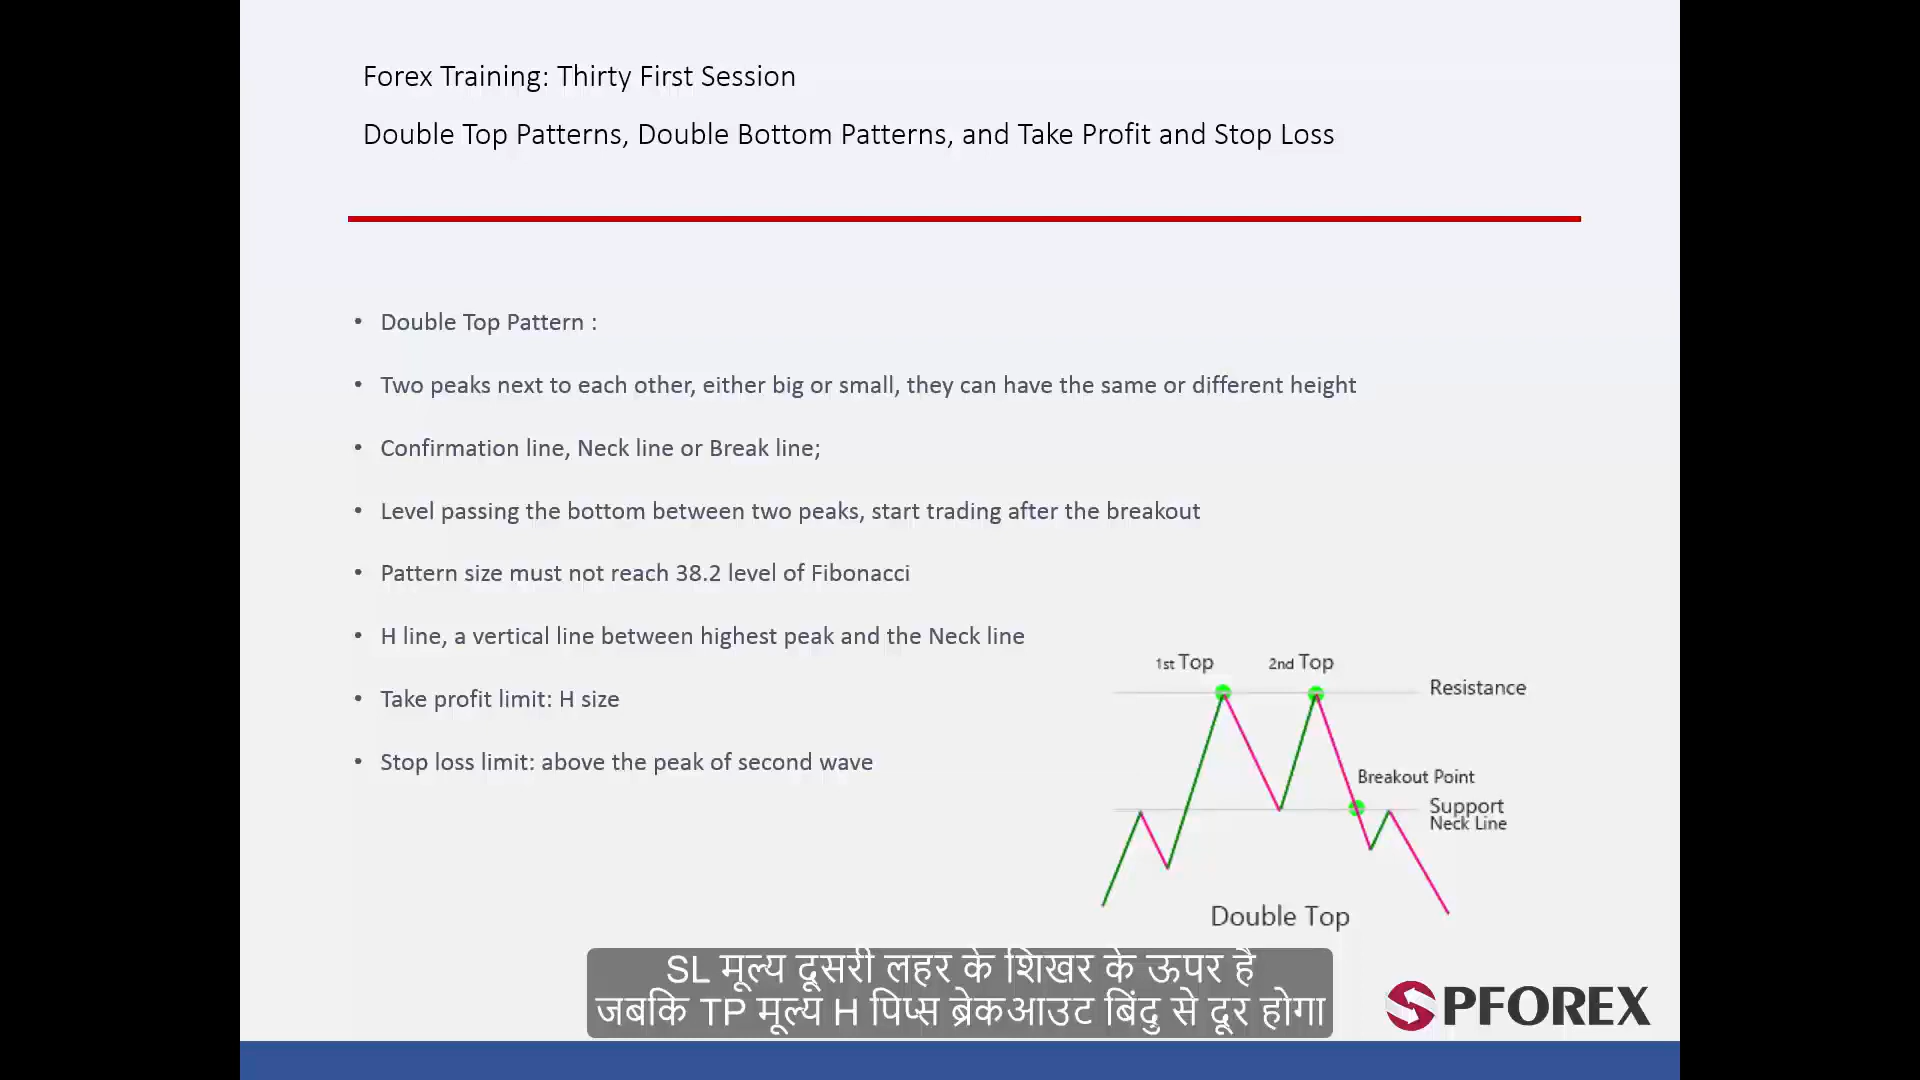 Forex Training: Thirty First Session
Double Top Patterns, Double Bottom Patterns, and Take Profit and Stop Loss
• Double Top Pattern :
• Two peaks next to each other, either big or small, they can have the same or different height
• Confirmation line, Neck line or Break line;
• Level passing the bottom between two peaks, start trading after the breakout
• Pattern size must not reach 38.2 level of Fibonacci
• H line, a vertical line between highest peak and the Neck line
• Take profit limit: H size
• Stop loss limit: above the peak of second wave
1st Top
2nd Top
Resistance
Breakout Point
Support
Neck Line
Double Top
SL मूल्य दूसरी लहर के शिखर के ऊपर है
जबकि TP मूल्य H पिप्स ब्रेकआउट बिंदु से दूर होगा
SPFOREX